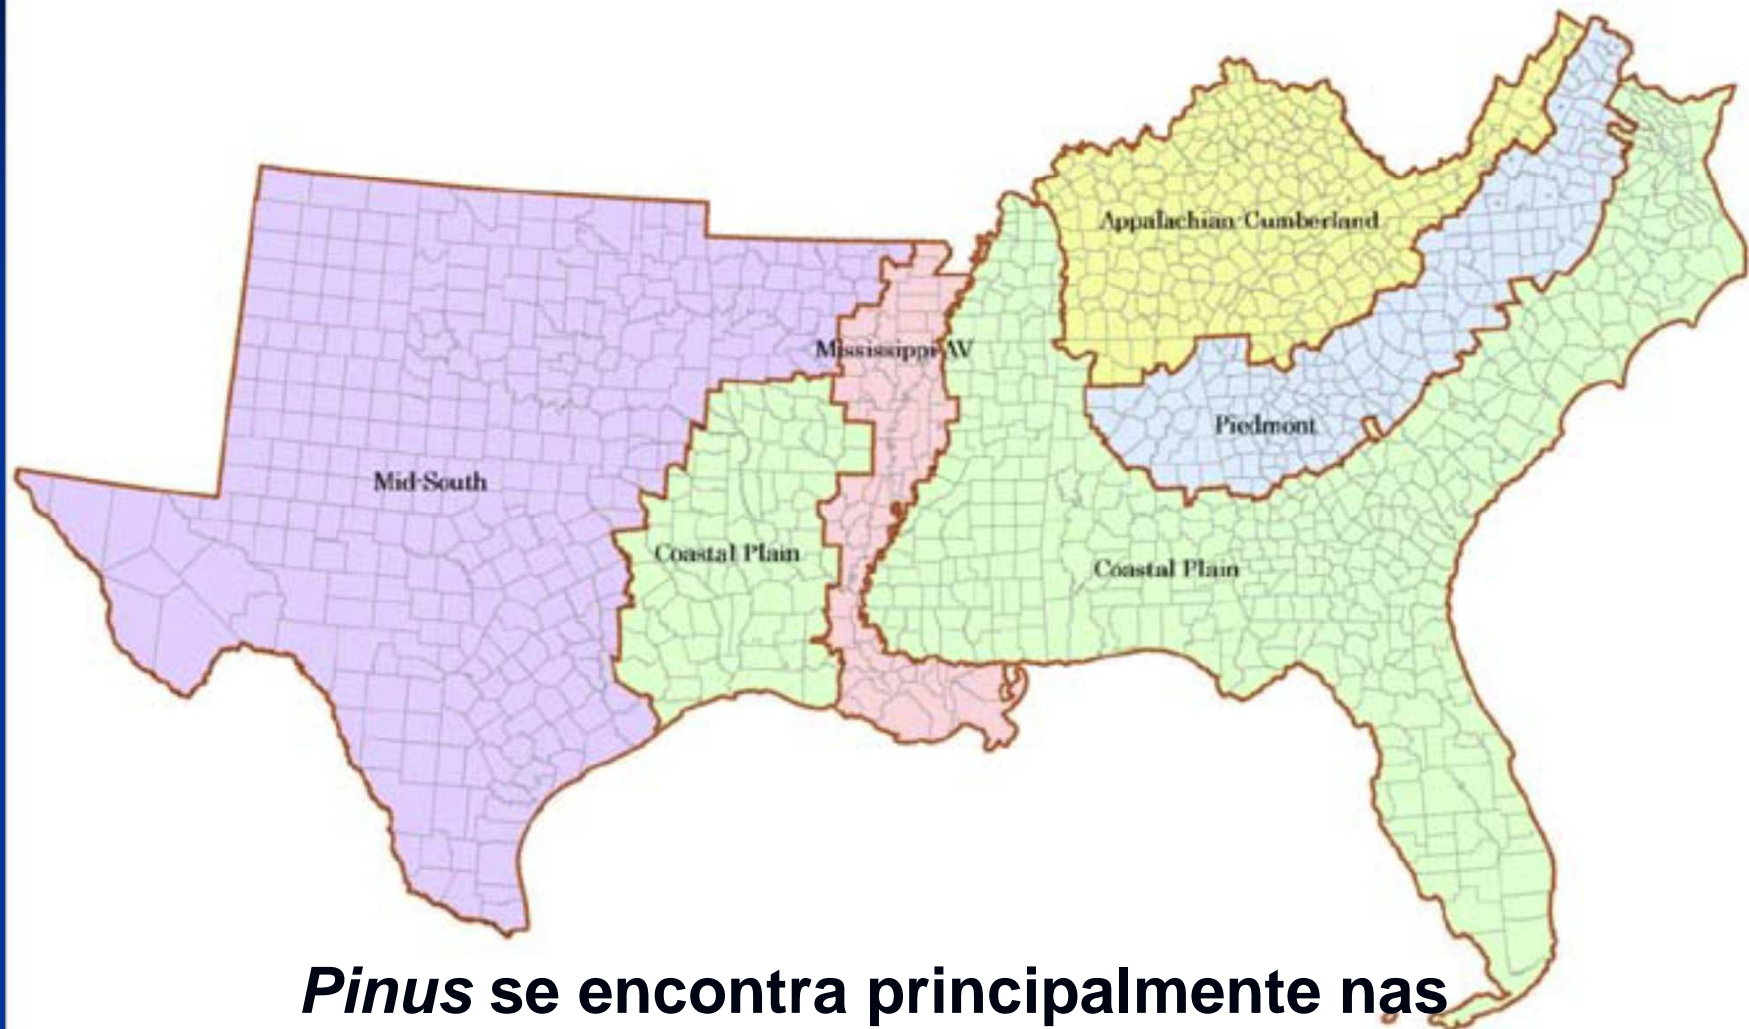 Appalachian-Cumberland
Mississippi AV
Piedmont
Mid-South
Coastal Plain
Coastal Plain
Pinus se encontra principalmente nas